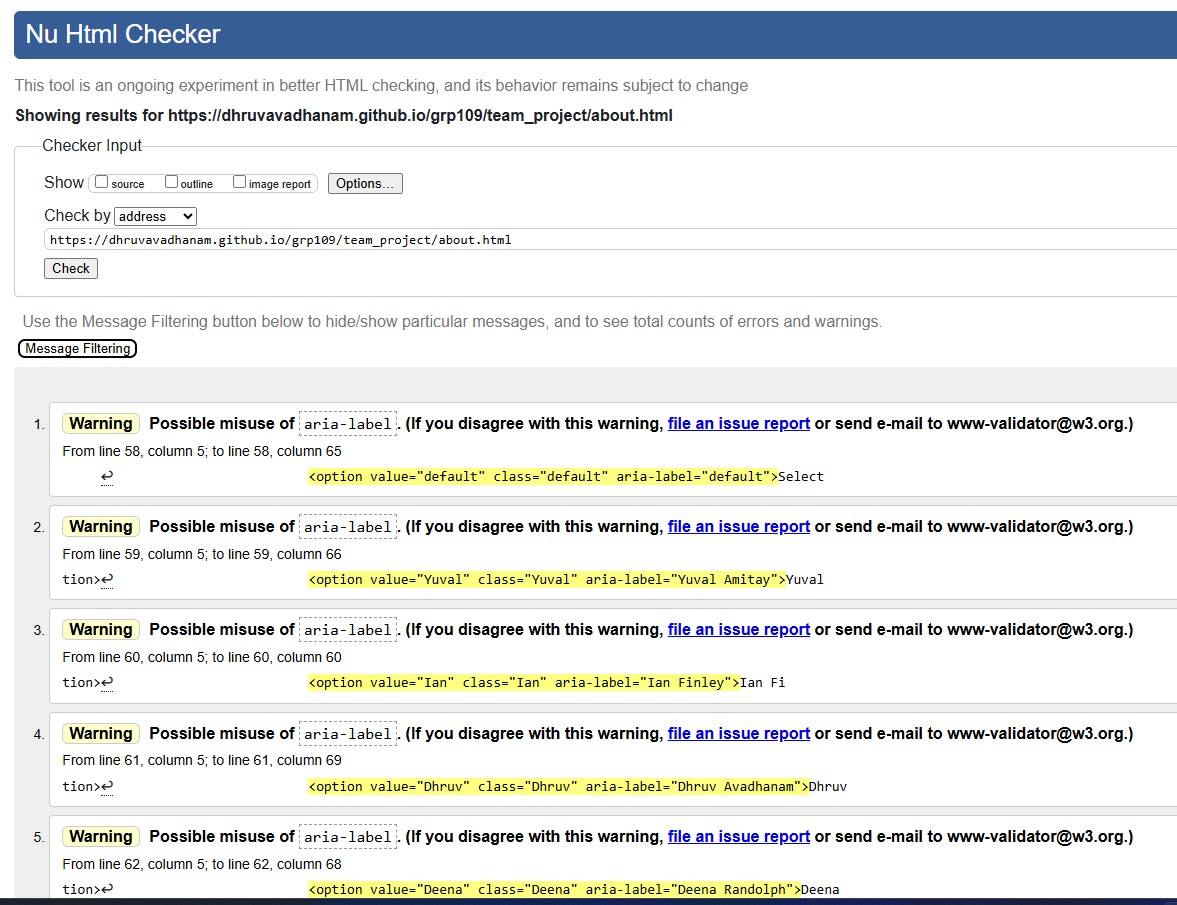 Nu Html Checker
This tool is an ongoing experiment in better HTML checking, and its behavior remains subject to change
Showing results for https://dhruvavadhanam.github.io/grp109/team_project/about.html
Checker Input
Show source outline image report Options...
Check by address
https://dhruvavadhanam.github.io/grp109/team_project/about.html
Check
Use the Message Filtering button below to hide/show particular messages, and to see total counts of errors and warnings.
Message Filtering
1. Warning Possible misuse of aria-label. (If you disagree with this warning, file an issue report or send e-mail to www-validator@w3.org.)
From line 58, column 5; to line 58, column 65
↩ <option value="default" class="default" aria-label="default">Select
2. Warning Possible misuse of aria-label. (If you disagree with this warning, file an issue report or send e-mail to www-validator@w3.org.)
From line 59, column 5; to line 59, column 66
tion>↩ <option value="Yuval" class="Yuval" aria-label="Yuval Amitay">Yuval
3. Warning Possible misuse of aria-label. (If you disagree with this warning, file an issue report or send e-mail to www-validator@w3.org.)
From line 60, column 5; to line 60, column 60
tion>↩ <option value="Ian" class="Ian" aria-label="Ian Finley">Ian Fi
4. Warning Possible misuse of aria-label. (If you disagree with this warning, file an issue report or send e-mail to www-validator@w3.org.)
From line 61, column 5; to line 61, column 69
tion>↩ <option value="Dhruv" class="Dhruv" aria-label="Dhruv Avadhanam">Dhruv
5. Warning Possible misuse of aria-label. (If you disagree with this warning, file an issue report or send e-mail to www-validator@w3.org.)
From line 62, column 5; to line 62, column 68
tion>↩ <option value="Deena" class="Deena" aria-label="Deena Randolph">Deena